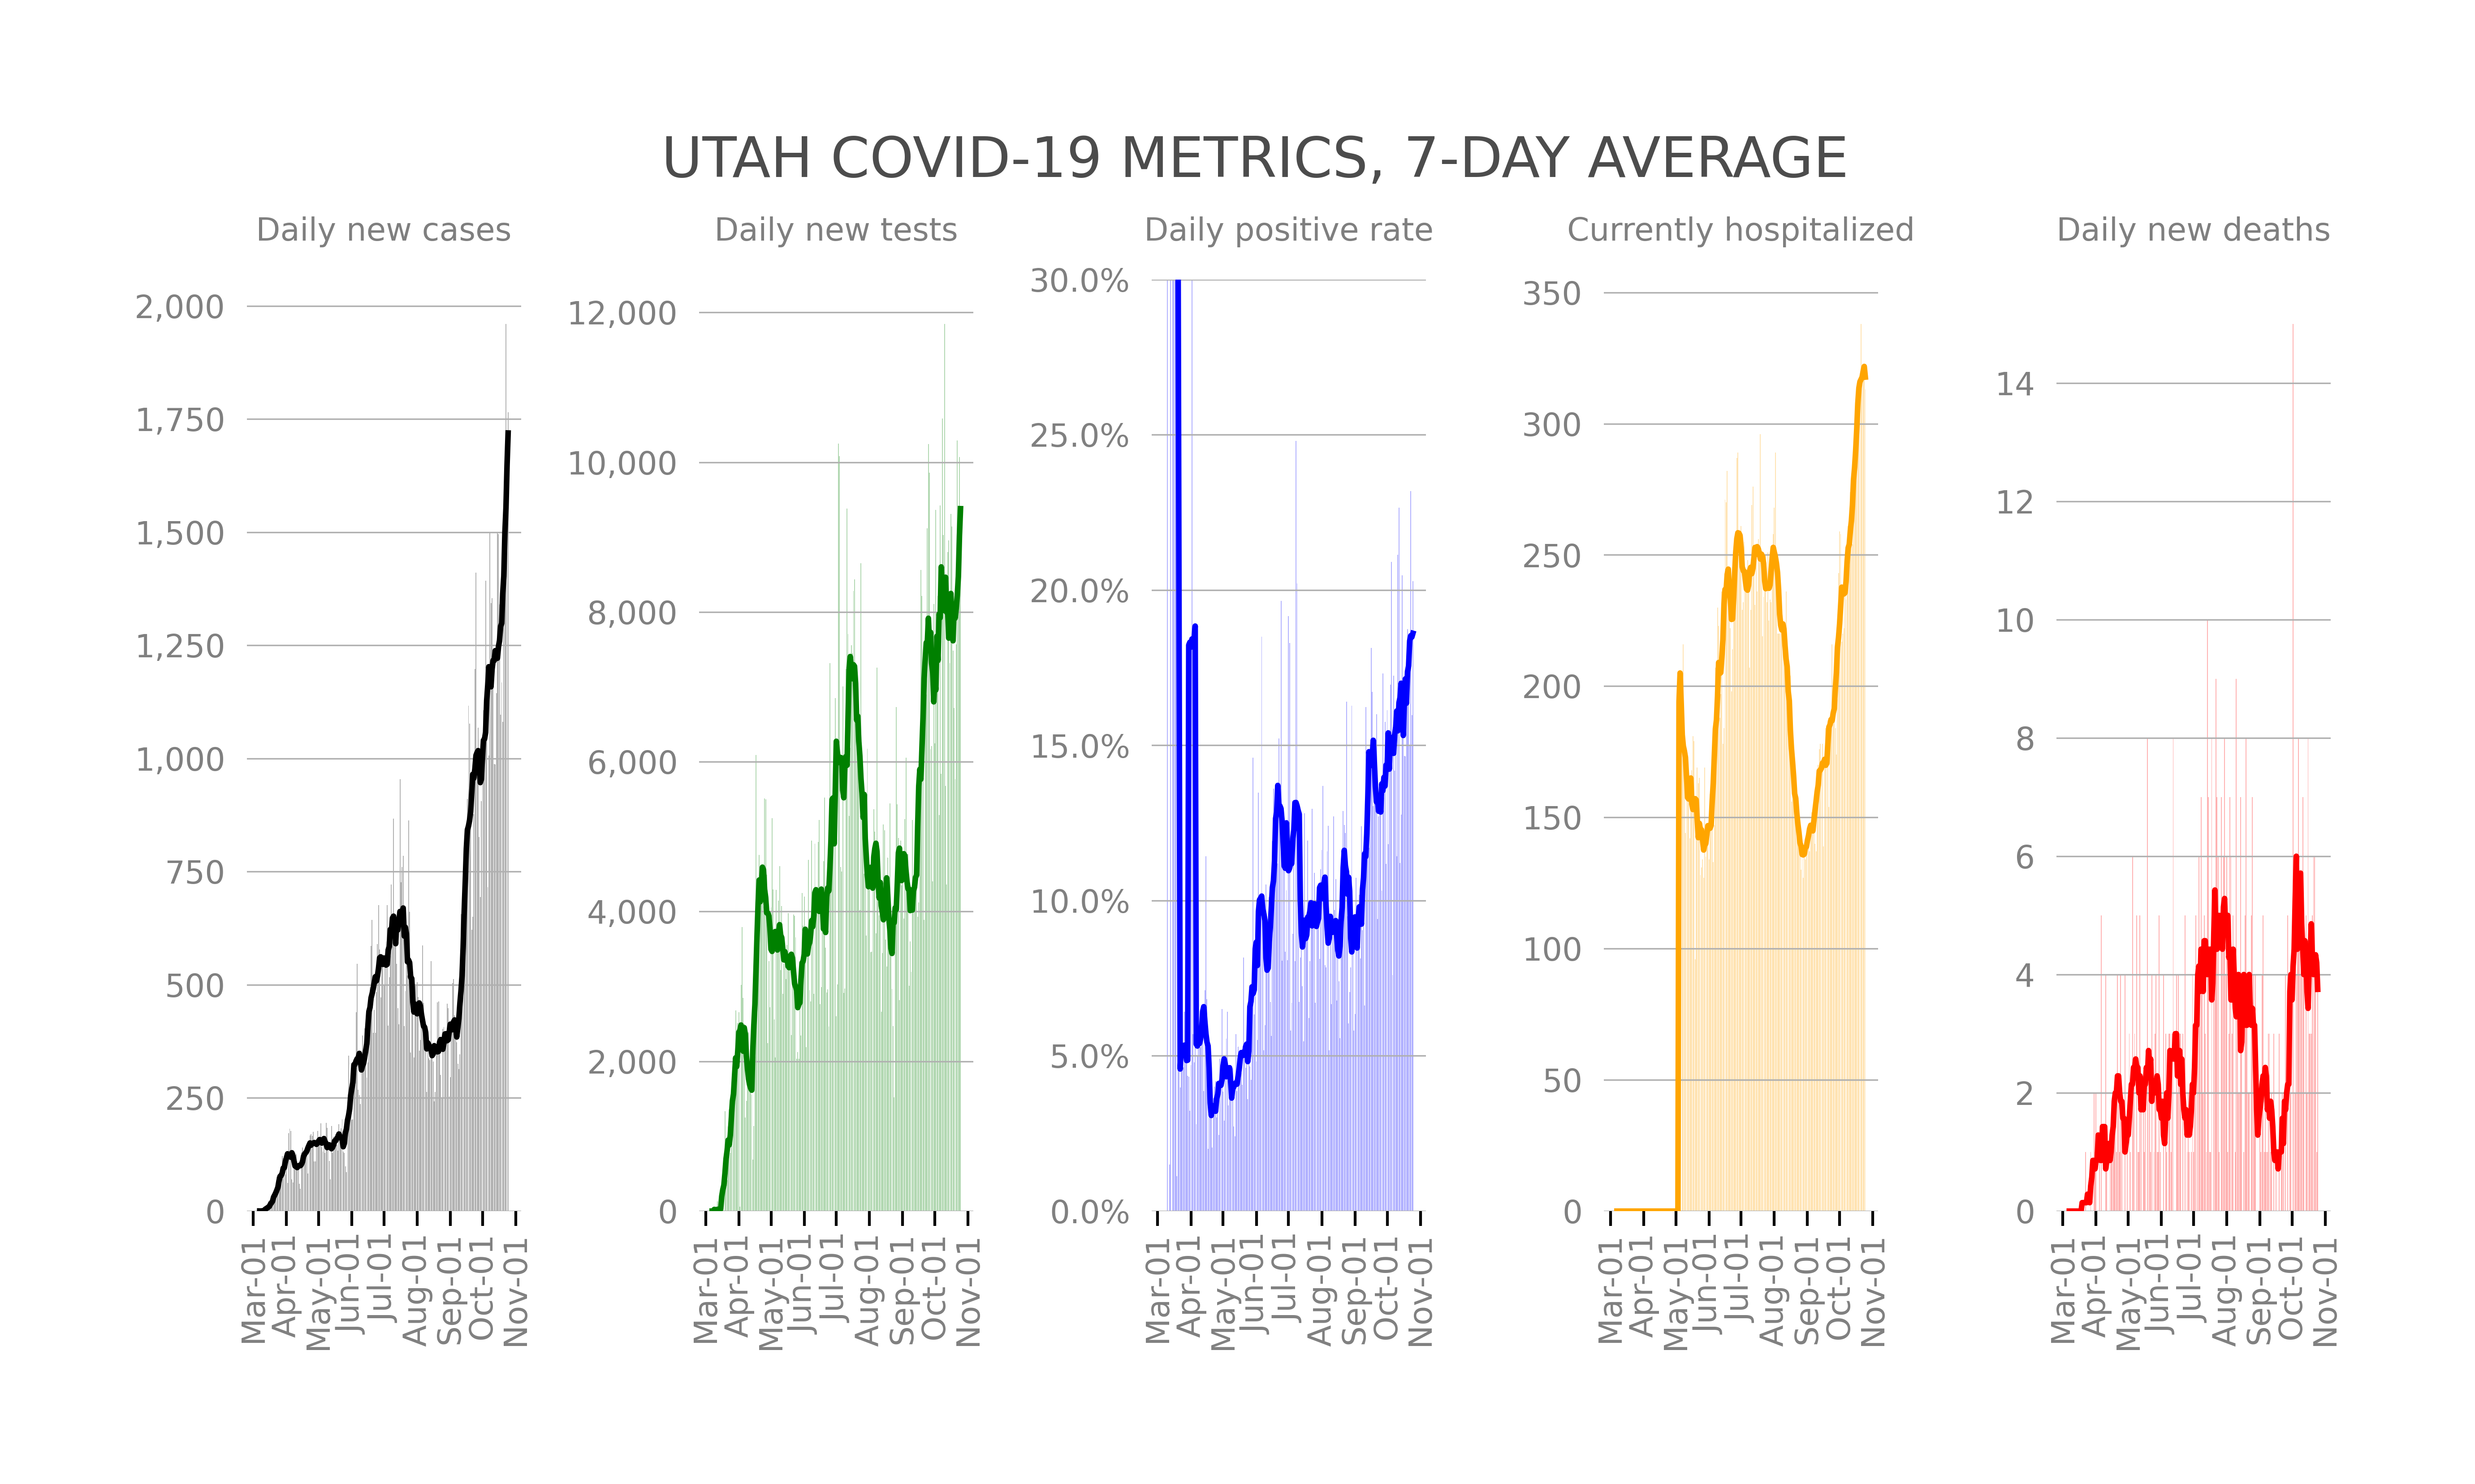 UTAH COVID-19 METRICS, 7-DAY AVERAGE
Daily new cases
2,000
1,750
1,500
1,250
1,000
750
500
250
0
Mar-01
Apr-01
May-01
Jun-01
Jul-01
Aug-01
Sep-01
Oct-01
Nov-01
Daily new tests
12,000
10,000
8,000
6,000
4,000
2,000
0
Mar-01
Apr-01
May-01
Jun-01
Jul-01
Aug-01
Sep-01
Oct-01
Nov-01
Daily positive rate
30.0%
25.0%
20.0%
15.0%
10.0%
5.0%
0.0%
Mar-01
Apr-01
May-01
Jun-01
Jul-01
Aug-01
Sep-01
Oct-01
Nov-01
Currently hospitalized
350
300
250
200
150
100
50
0
Mar-01
Apr-01
May-01
Jun-01
Jul-01
Aug-01
Sep-01
Oct-01
Nov-01
Daily new deaths
14
12
10
8
6
4
2
0
Mar-01
Apr-01
May-01
Jun-01
Jul-01
Aug-01
Sep-01
Oct-01
Nov-01